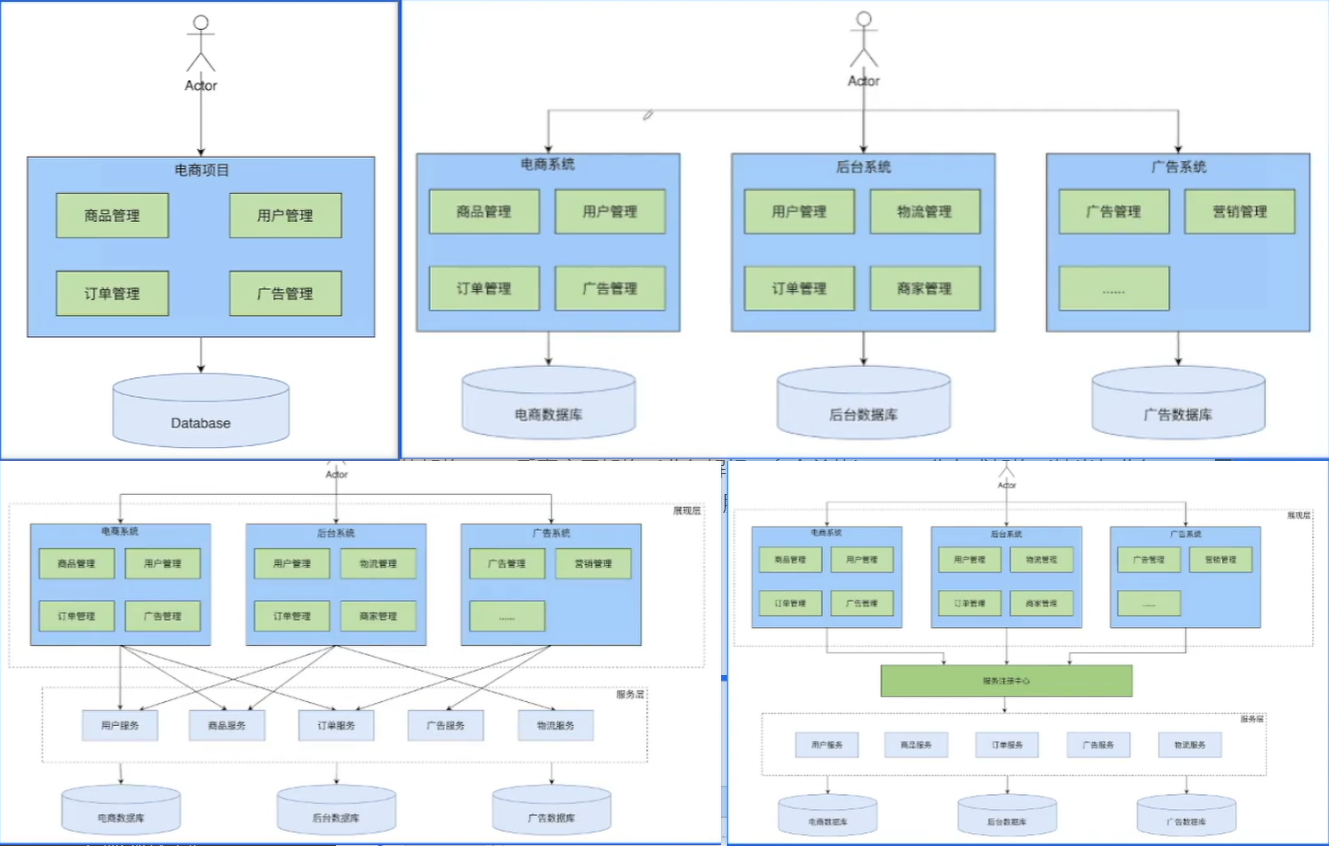 Actor
电商项目
商品管理 用户管理
订单管理 广告管理
Database
Actor
电商系统 后台系统 广告系统
商品管理 用户管理 用户管理 物流管理 广告管理 营销管理
订单管理 广告管理 订单管理 商家管理 ......
电商数据库 后台数据库 广告数据库
Actor
展现层
电商系统 后台系统 广告系统
商品管理 用户管理 用户管理 物流管理 广告管理 营销管理
订单管理 广告管理 订单管理 商家管理 ......
服务层
用户服务 商品服务 订单服务 广告服务 物流服务
电商数据库 后台数据库 广告数据库
Actor
展现层
电商系统 后台系统 广告系统
商品管理 用户管理 用户管理 物流管理 广告管理 营销管理
订单管理 广告管理 订单管理 商家管理 ......
服务注册中心
服务层
用户服务 商品服务 订单服务 广告服务 物流服务
电商数据库 后台数据库 广告数据库